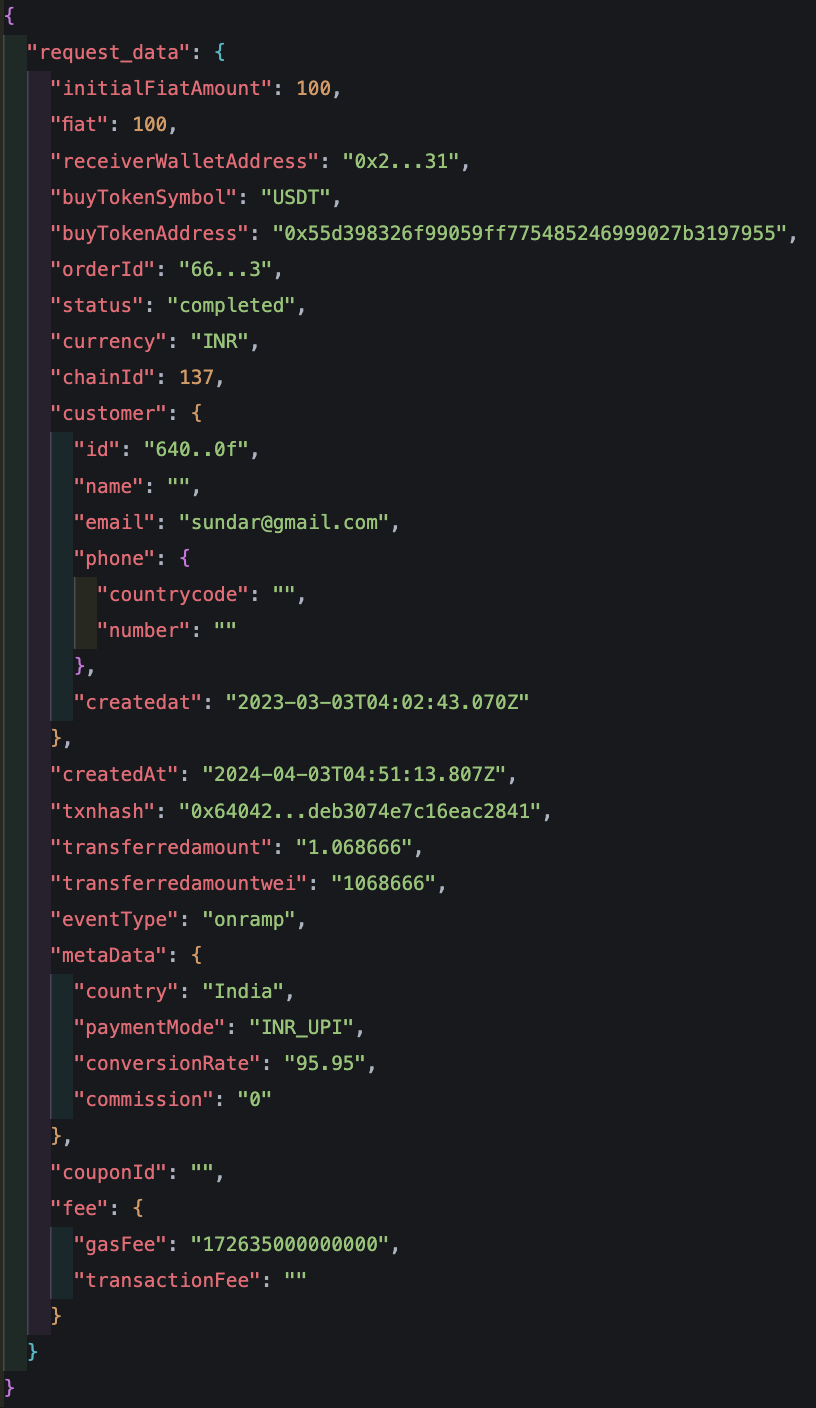 {
"request_data": {
"initialFiatAmount": 100,
"fiat": 100,
"receiverWalletAddress": "0x2...31",
"buyTokenSymbol": "USDT",
"buyTokenAddress": "0x55d398326f99059ff775485246999027b3197955",
"orderId": "66...3",
"status": "completed",
"currency": "INR",
"chainId": 137,
"customer": {
"id": "640..0f",
"name": "",
"email": "sundar@gmail.com",
"phone": {
"countrycode": "",
"number": ""
},
"createdat": "2023-03-03T04:02:43.070Z"
},
"createdAt": "2024-04-03T04:51:13.807Z",
"txnhash": "0x64042...deb3074e7c16eac2841",
"transferredamount": "1.068666",
"transferredamountwei": "1068666",
"eventType": "onramp",
"metaData": {
"country": "India",
"paymentMode": "INR_UPI",
"conversionRate": "95.95",
"commission": "0"
},
"couponId": "",
"fee": {
"gasFee": "172635000000000",
"transactionFee": ""
}
}
}